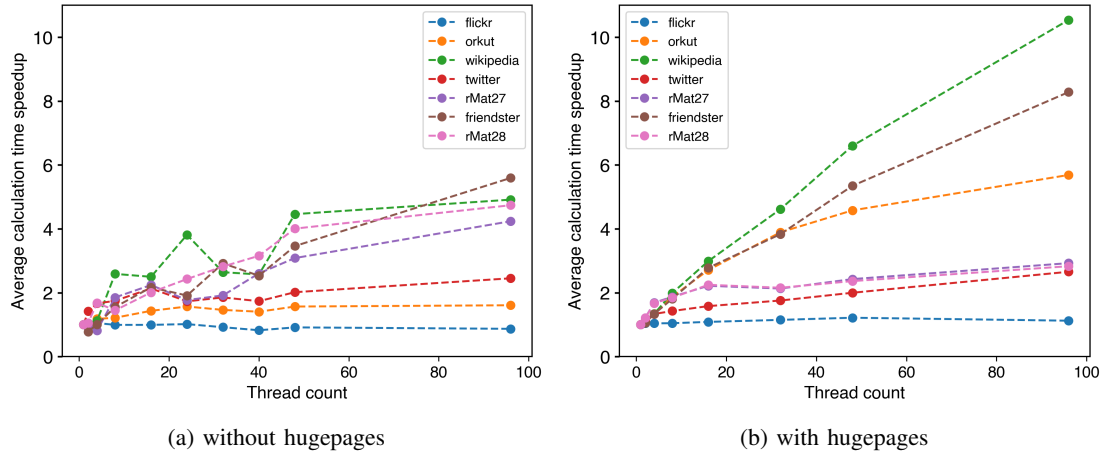 Average calculation time speedup
10
8
6
4
2
0
0
20
40
60
80
100
Thread count
flickr
orkut
wikipedia
twitter
rMat27
friendster
rMat28
(a) without hugepages
Average calculation time speedup
10
8
6
4
2
0
0
20
40
60
80
100
Thread count
flickr
orkut
wikipedia
twitter
rMat27
friendster
rMat28
(b) with hugepages